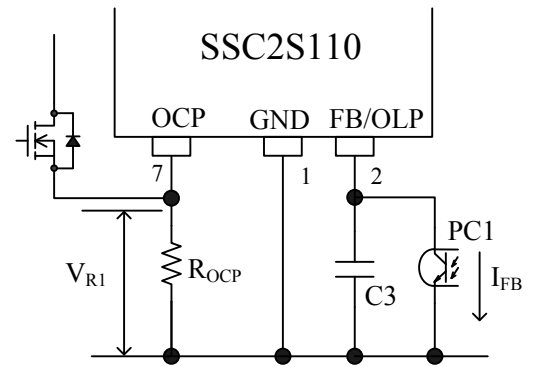 SSC2S110
OCP GND FB/OLP
7 1 2
PC1
V_R1 R_OCP C3 I_FB